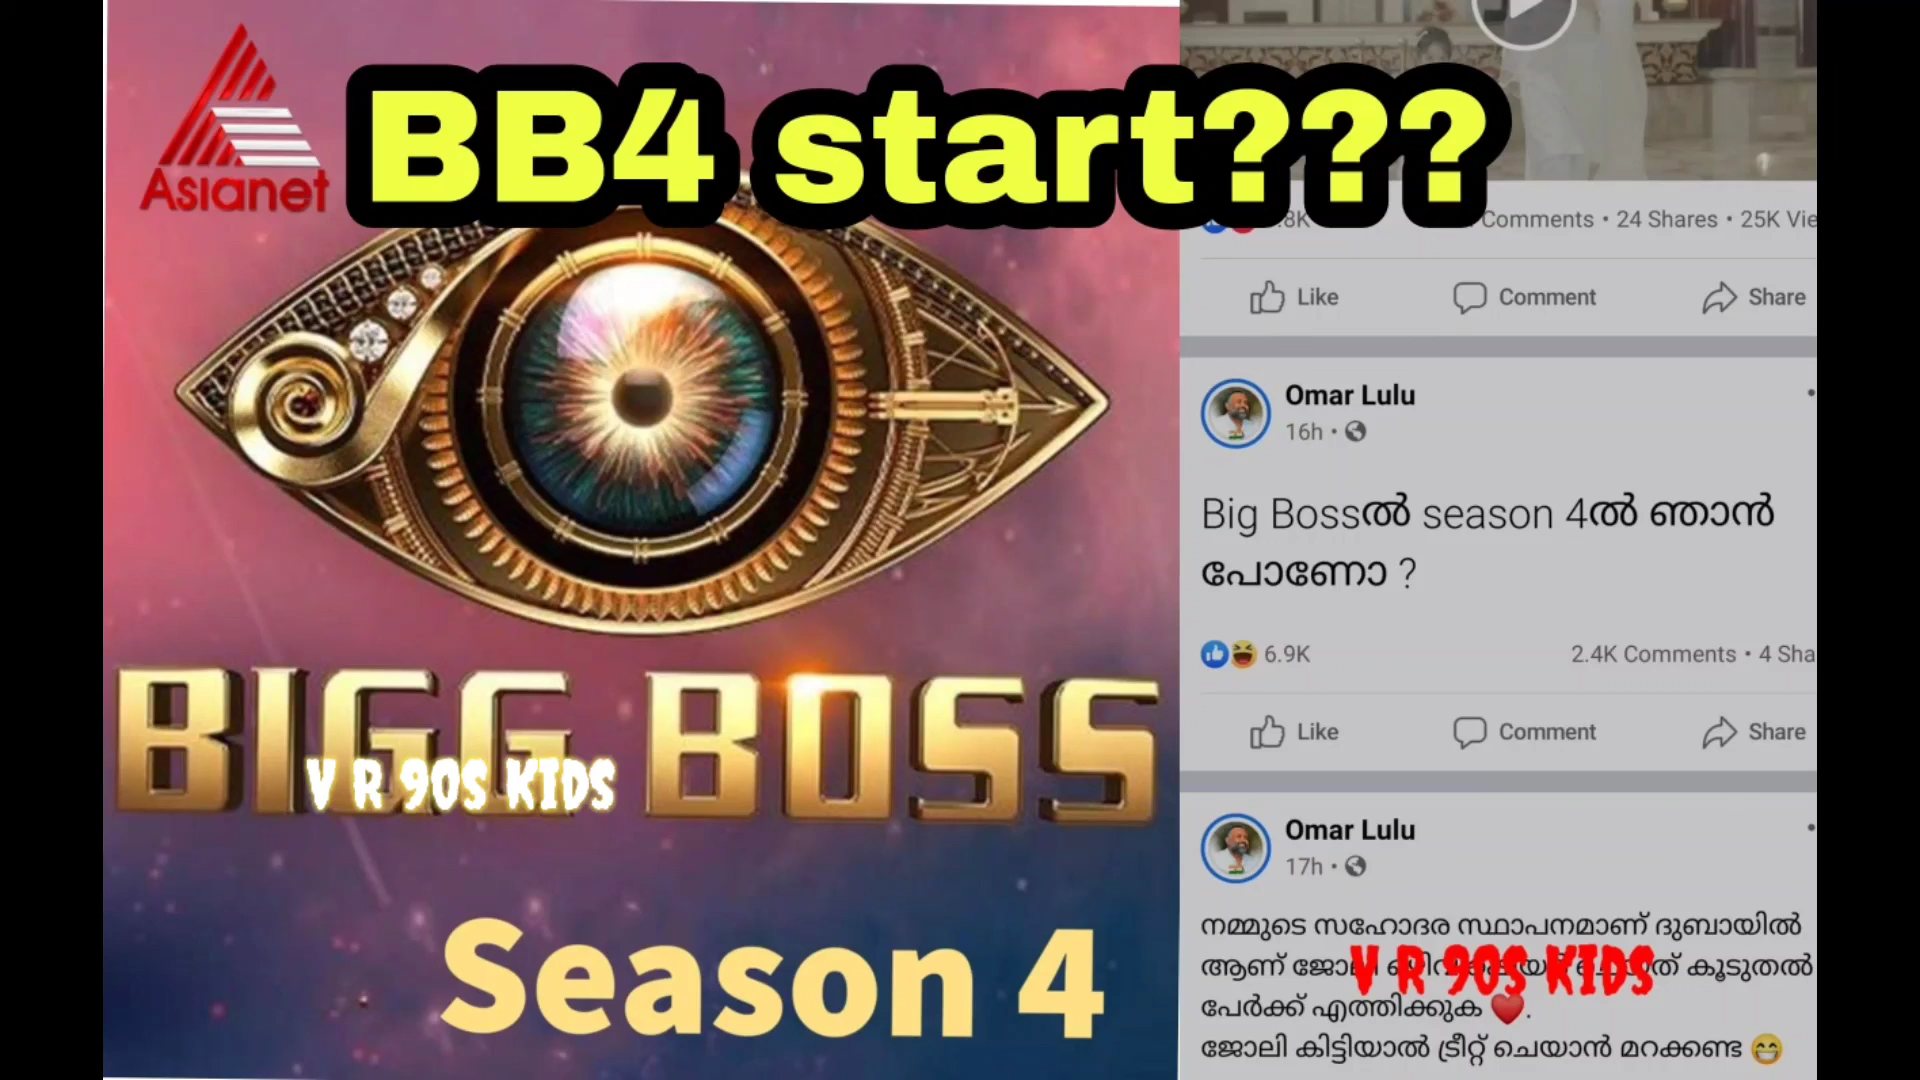 Asianet
BB4 start???
BIGG BOSS
V R 90S KIDS
Season 4
.8K
Comments • 24 Shares • 25K Vie
Like Comment Share
Omar Lulu
16h •
Big Bossൽ season 4ൽ ഞാൻ
പോണോ ?
6.9K 2.4K Comments • 4 Sha
Like Comment Share
Omar Lulu
17h •
നമ്മുടെ സഹോദര സ്ഥാപനമാണ് ദുബായിൽ
ആണ് കൂടുതൽ
V R 90S KIDS
പേർക്ക് എത്തിക്കുക ❤️.
ജോലി കിട്ടിയാൽ ട്രീറ്റ് ചെയാൻ മറക്കണ്ട 😁